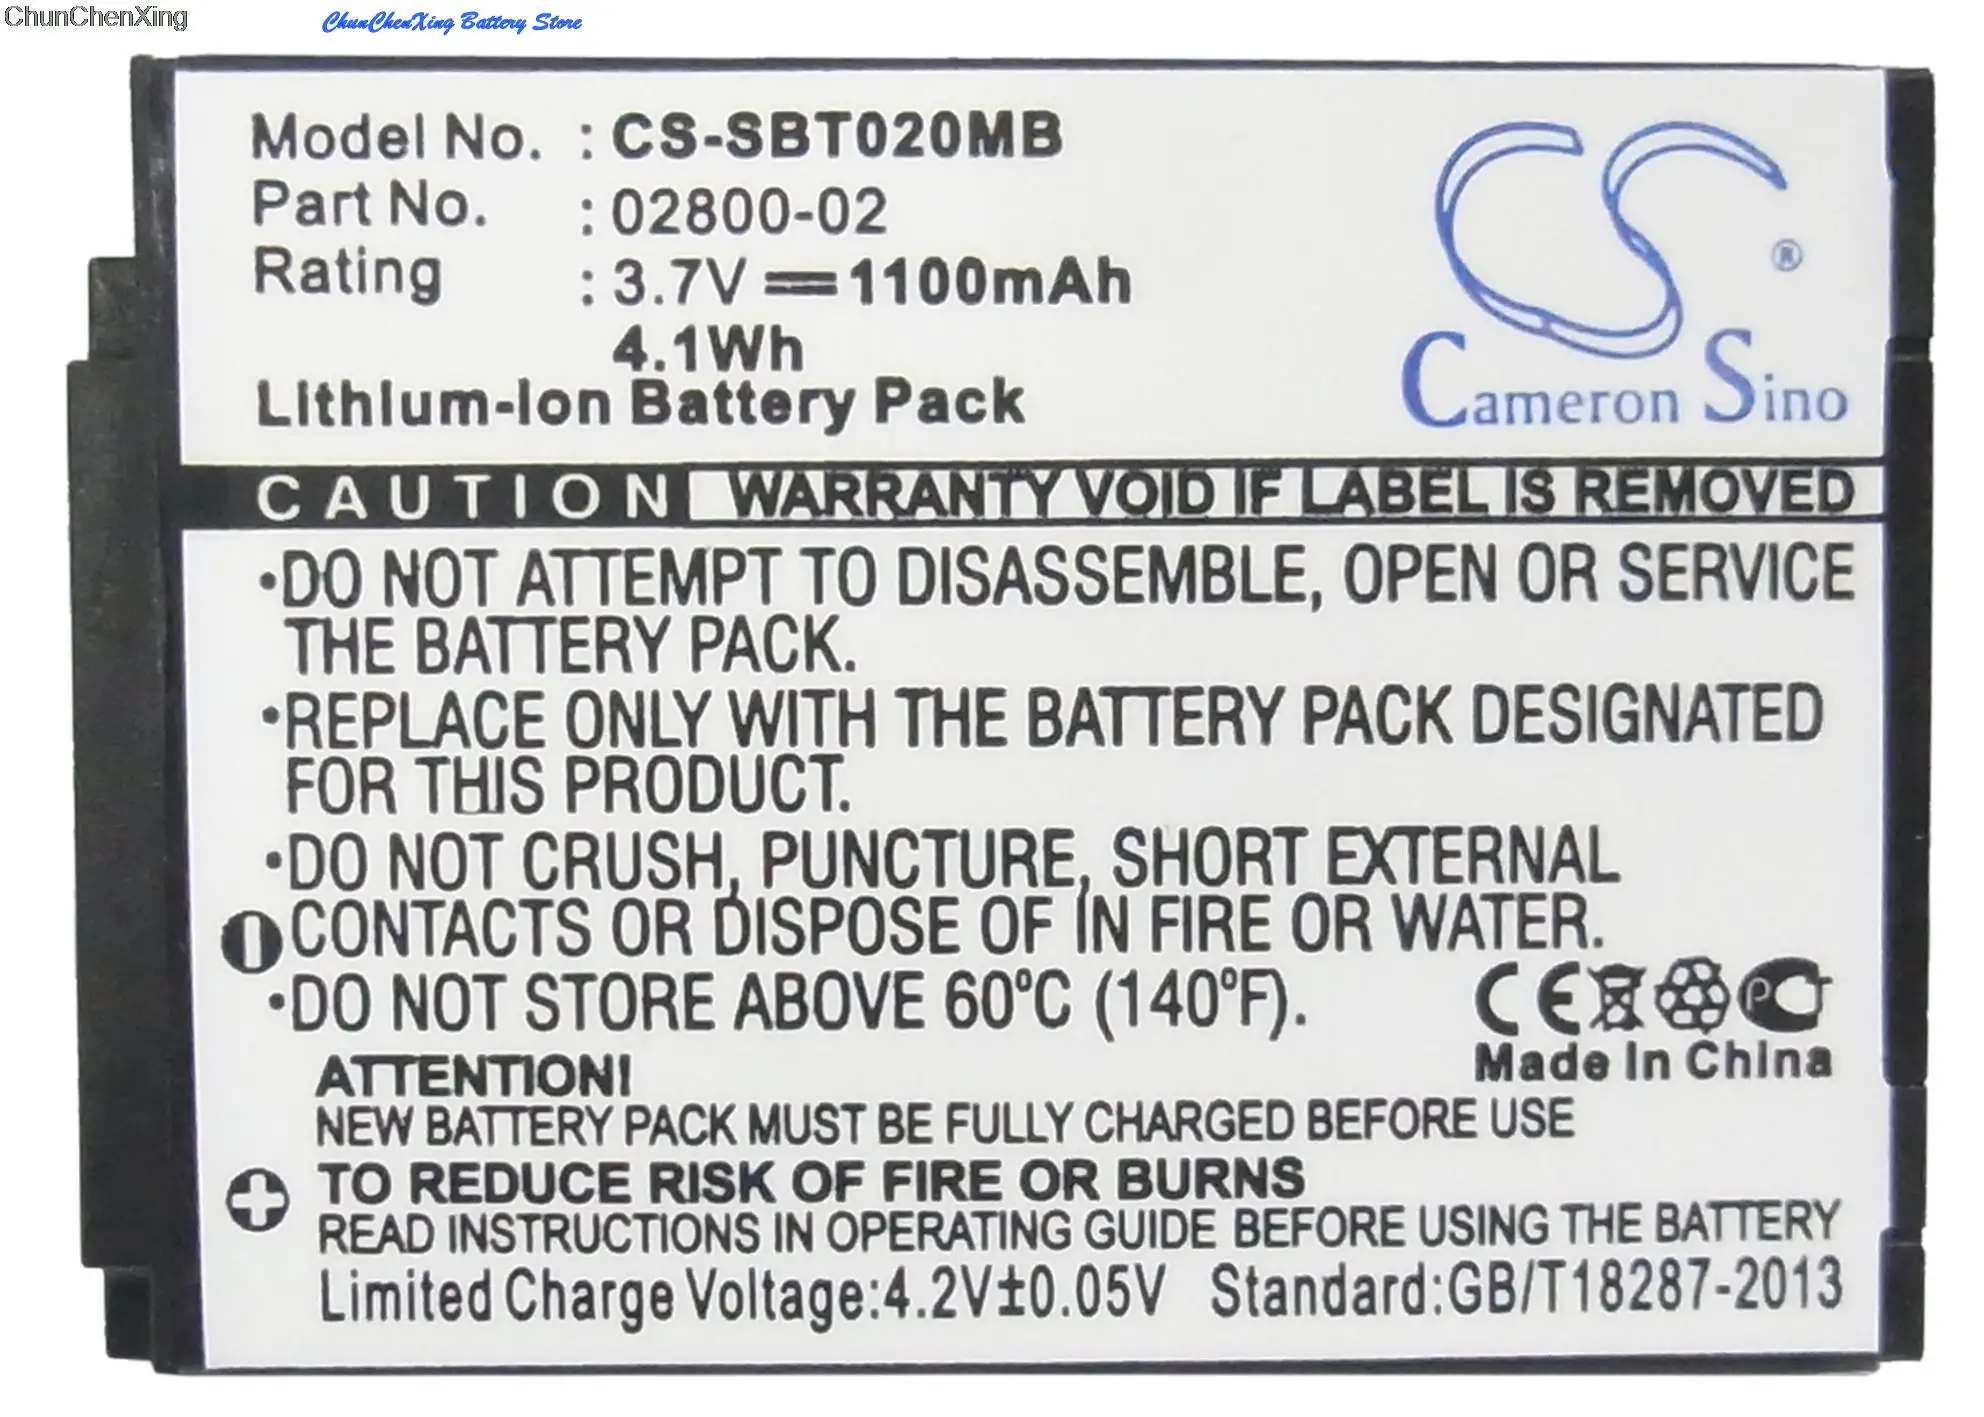 ChunChenXing
ChunChenXing Battery Store
Model No. : CS-SBT020MB
Part No. : 02800-02
Rating : 3.7V 1100mAh
4.1Wh
Lithium-Ion Battery Pack
CS ®
Cameron Sino
CAUTION WARRANTY VOID IF LABEL IS REMOVED
•DO NOT ATTEMPT TO DISASSEMBLE, OPEN OR SERVICE
THE BATTERY PACK.
•REPLACE ONLY WITH THE BATTERY PACK DESIGNATED
FOR THIS PRODUCT.
•DO NOT CRUSH, PUNCTURE, SHORT EXTERNAL
CONTACTS OR DISPOSE OF IN FIRE OR WATER.
•DO NOT STORE ABOVE 60°C (140°F).
CE
Made In China
ATTENTION!
NEW BATTERY PACK MUST BE FULLY CHARGED BEFORE USE
TO REDUCE RISK OF FIRE OR BURNS
READ INSTRUCTIONS IN OPERATING GUIDE BEFORE USING THE BATTERY
Limited Charge Voltage:4.2V±0.05V Standard:GB/T18287-2013